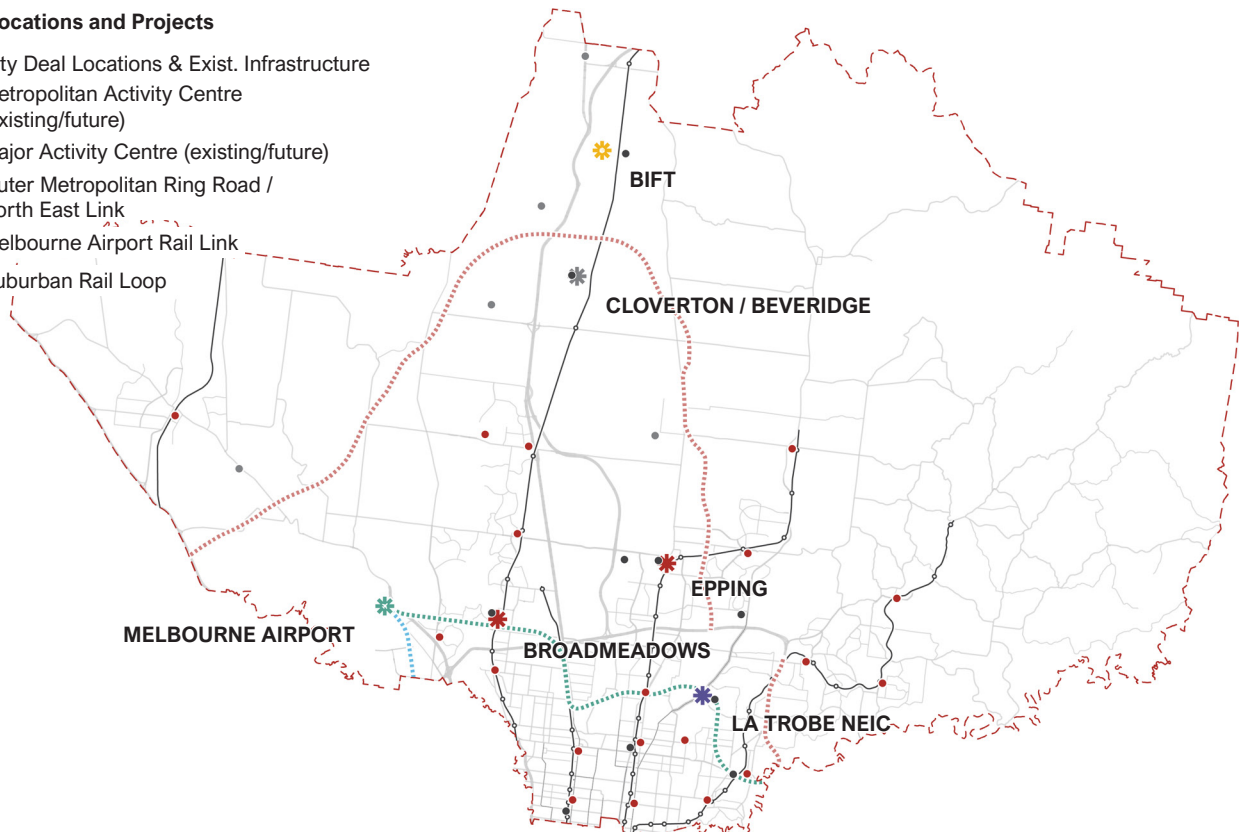 ocations and Projects
ty Deal Locations & Exist. Infrastructure
etropolitan Activity Centre
xisting/future)
ajor Activity Centre (existing/future)
uter Metropolitan Ring Road /
orth East Link
elbourne Airport Rail Link
uburban Rail Loop
BIFT
CLOVERTON / BEVERIDGE
EPPING
MELBOURNE AIRPORT
BROADMEADOWS
LA TROBE NEIC